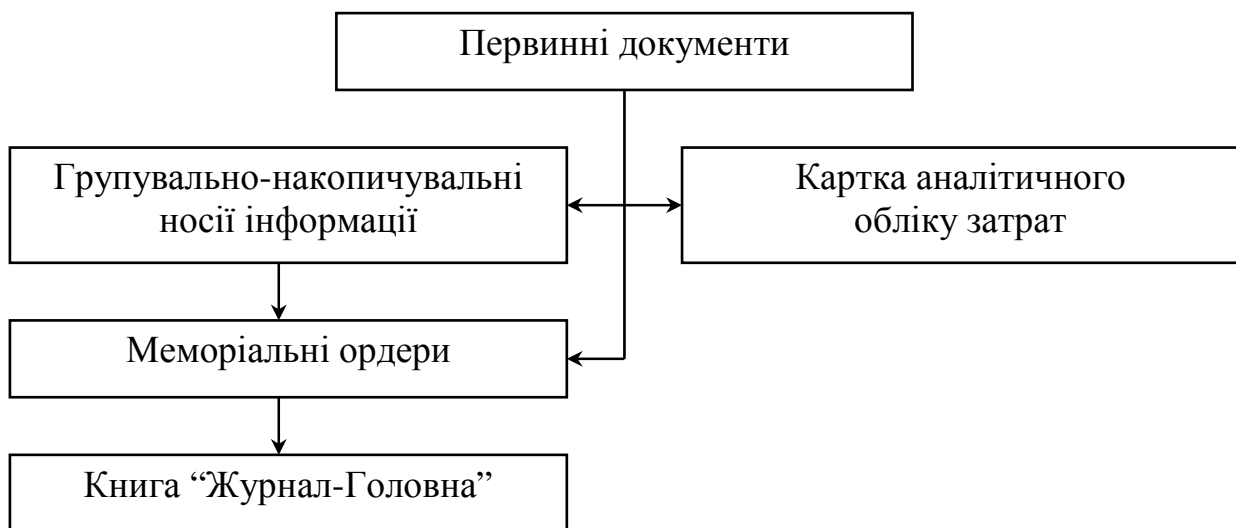 Первинні документи
Групувально-накопичувальні
носії інформації
Картка аналітичного
обліку затрат
Меморіальні ордери
Книга “Журнал-Головна”